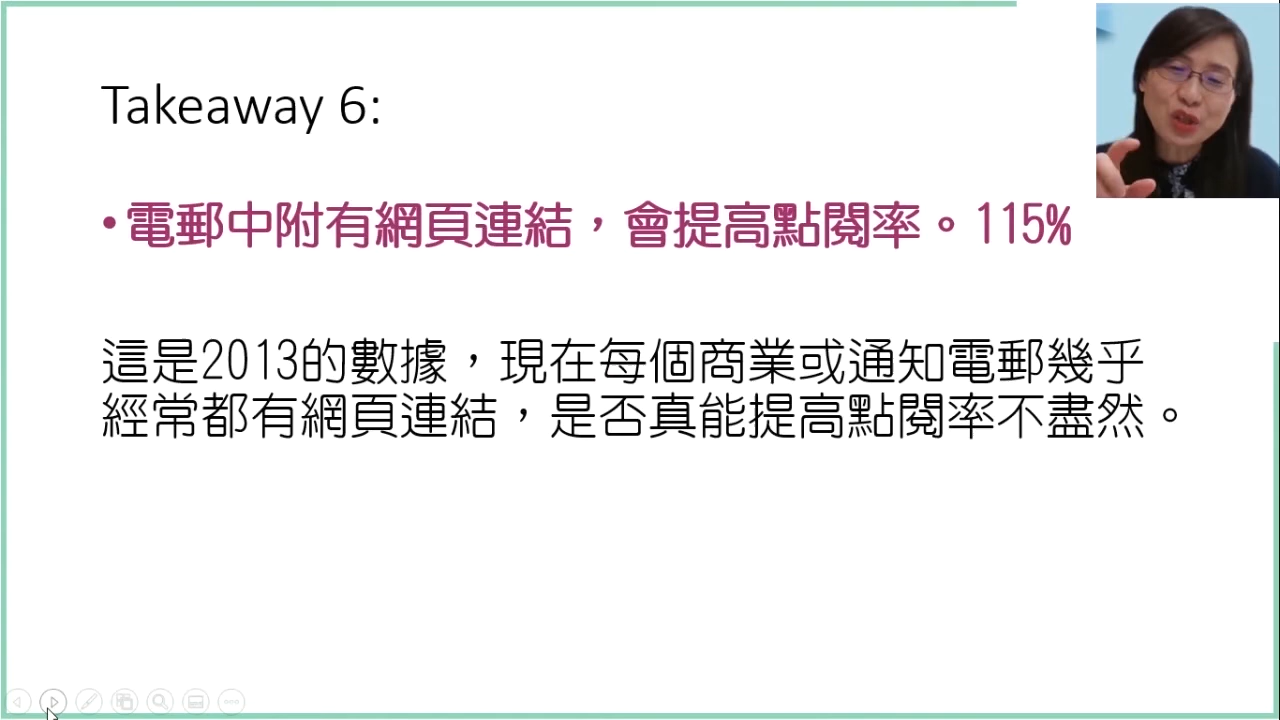 Takeaway 6:
•電郵中附有網頁連結，會提高點閱率。115%
這是2013的數據，現在每個商業或通知電郵幾乎
經常都有網頁連結，是否真能提高點閱率不盡然。